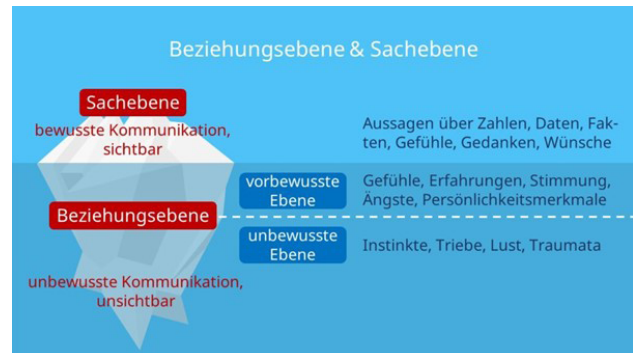 Beziehungsebene & Sachebene
Sachebene
bewusste Kommunikation,
sichtbar
Aussagen über Zahlen, Daten, Fak-
ten, Gefühle, Gedanken, Wünsche
vorbewusste
Ebene
Gefühle, Erfahrungen, Stimmung,
Ängste, Persönlichkeitsmerkmale
Beziehungsebene
unbewusste
Ebene
Instinkte, Triebe, Lust, Traumata
unbewusste Kommunikation,
unsichtbar